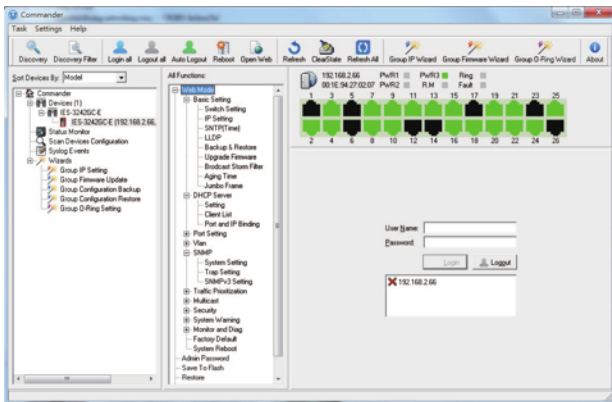 Commander
Task Settings Help
Discovery Discovery Filter Login all Logout all Auto Logout Reboot Open Web Refresh ClearState Refresh All Group IP Wizard Group Firmware Wizard Group O-Ring Wizard About
Sort Devices By: Model
Commander
Devices (1)
IES-3242GC-E
IES-3242GC-E (192.168.2.66,
Status Monitor
Scan Devices Configuration
Syslog Events
Wizards
Group IP Setting
Group Firmware Update
Group Configuration Backup
Group Configuration Restore
Group O-Ring Setting
All Functions:
Web Mode
Basic Setting
Switch Setting
IP Setting
SNTP(Time)
LLDP
Backup & Restore
Upgrade Firmware
Brodcast Storm Filter
Aging Time
Jumbo Frame
DHCP Server
Setting
Client List
Port and IP Binding
Port Setting
Vlan
SNMP
System Setting
Trap Setting
SNMPv3 Setting
Traffic Prioritization
Multicast
Security
System Warning
Monitor and Diag
Factory Default
System Reboot
Admin Password
Save To Flash
Restore
192.168.2.66 PWR1 PWR3 Ring
00:1E:94:27:02:07 PWR2 R.M Fault
1 3 5 7 9 11 13 15 17 19 21 23 25
2 4 6 8 10 12 14 16 18 20 22 24 26
User Name:
Password:
Login Loggut
192.168.2.66